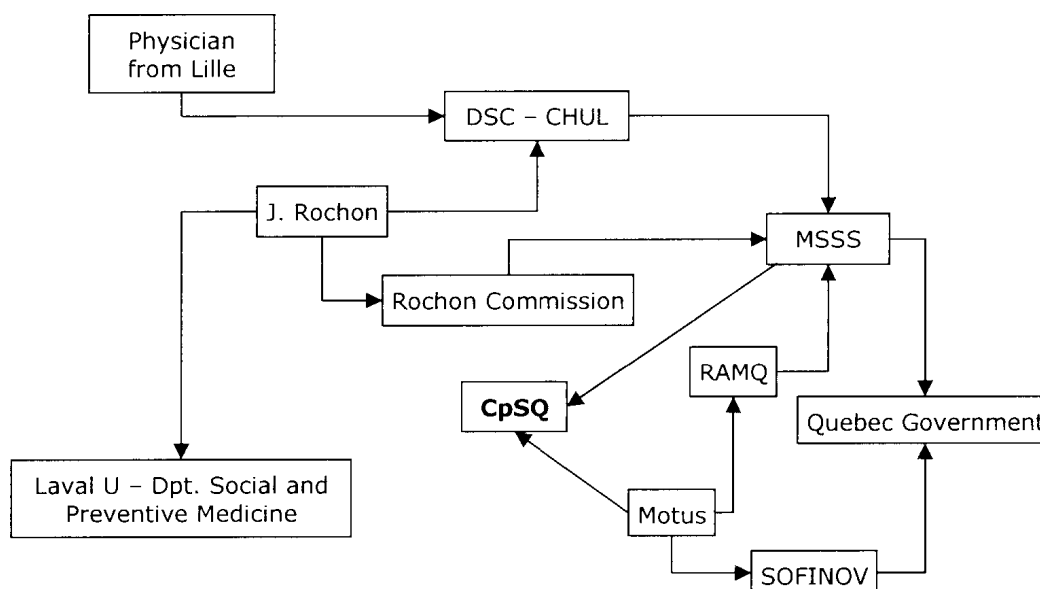 Physician
from Lille
DSC – CHUL
J. Rochon
MSSS
Rochon Commission
RAMQ
CpSQ
Quebec Government
Laval U – Dpt. Social and
Preventive Medicine
Motus
SOFINOV